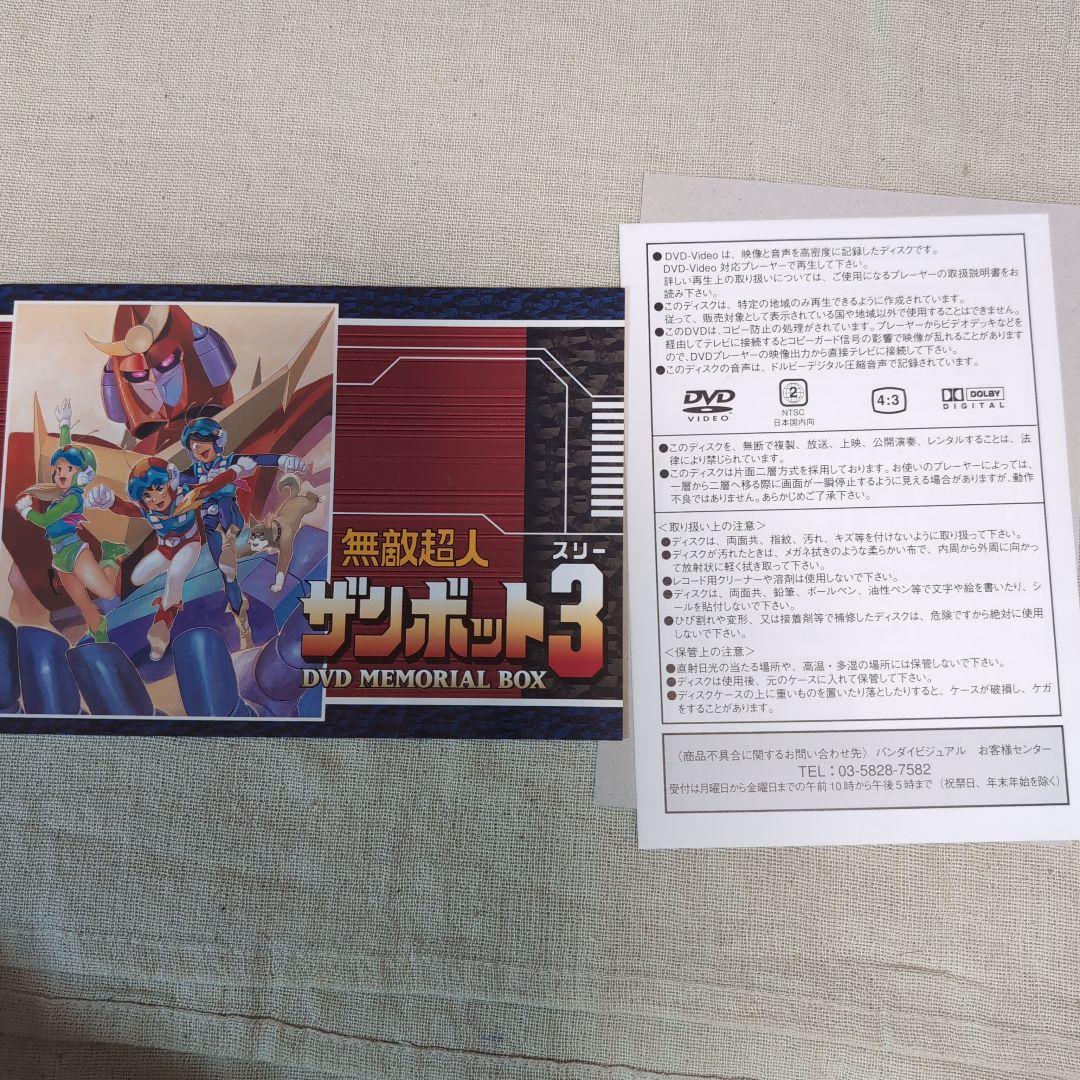 無敵超人
スリー
ザンボット3
DVD MEMORIAL BOX
●DVD-Video は、映像と音声を高密度に記録したディスクです。
DVD-Video 対応プレーヤーで再生して下さい。
詳しい再生上の取り扱いについては、ご使用になるプレーヤーの取扱説明書をお
読み下さい。
●このディスクは、特定の地域のみ再生できるように作成されています。
従って、販売対象として表示されている国や地域以外で使用することはできません。
●このDVDは、コピー防止の処理がされています。プレーヤーからビデオデッキなどを
経由してテレビに接続するとコピーガード信号の影響で映像が乱れることがあります
ので、DVDプレーヤーの映像出力から直接テレビに接続して下さい。
●このディスクの音声は、ドルビーデジタル圧縮音声で記録されています。
DVD
VIDEO
2
NTSC
日本国内向
4:3
DOLBY
DIGITAL
●このディスクを、無断で複製、放送、上映、公開演奏、レンタルすることは、法
律により禁じられています。
●このディスクは片面二層方式を採用しております。お使いのプレーヤーによっては、
一層から二層へ移る際に画面が一瞬停止するように見える場合がありますが、動作
不良ではありません。あらかじめご了承下さい。
＜取り扱い上の注意＞
●ディスクは、両面共、指紋、汚れ、キズ等を付けないように取り扱って下さい。
●ディスクが汚れたときは、メガネ拭きのような柔らかい布で、内周から外周に向かっ
て放射状に軽く拭き取って下さい。
●レコード用クリーナーや溶剤は使用しないで下さい。
●ディスクは、両面共、鉛筆、ボールペン、油性ペン等で文字や絵を書いたり、シ
ールを貼付しないで下さい。
●ひび割れや変形、又は接着剤等で補修したディスクは、危険ですから絶対に使用
しないで下さい。
＜保管上の注意＞
●直射日光の当たる場所や、高温・多湿の場所には保管しないで下さい。
●ディスクは使用後、元のケースに入れて保管して下さい。
●ディスクケースの上に重いものを置いたり落としたりすると、ケースが破損し、ケガ
をすることがあります。
（商品不具合に関するお問い合わせ先）バンダイビジュアル お客様センター
TEL：03-5828-7582
受付は月曜日から金曜日までの午前10時から午後5時まで（祝祭日、年末年始を除く）